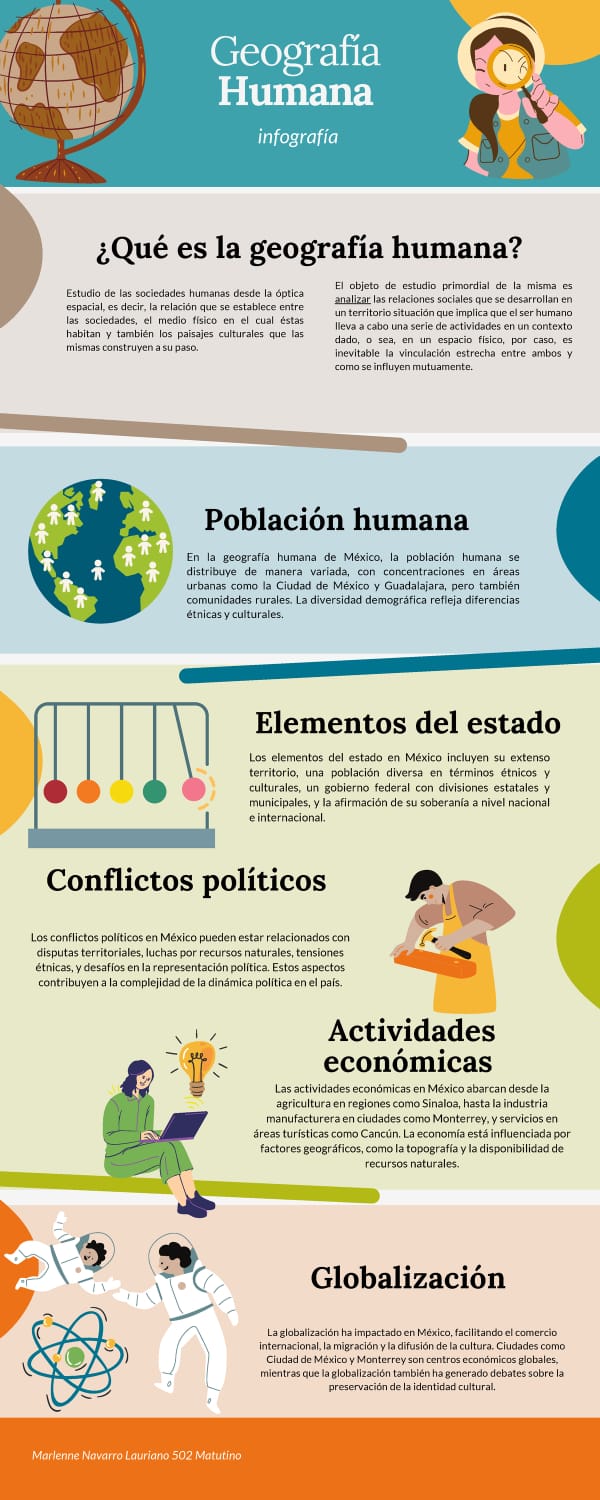 Geografía
Humana
infografía
¿Qué es la geografía humana?
Estudio de las sociedades humanas desde la óptica
espacial, es decir, la relación que se establece entre
las sociedades, el medio físico en el cual éstas
habitan y también los paisajes culturales que las
mismas construyen a su paso.
El objeto de estudio primordial de la misma es
analizar las relaciones sociales que se desarrollan en
un territorio situación que implica que el ser humano
lleva a cabo una serie de actividades en un contexto
dado, o sea, en un espacio físico, por caso, es
inevitable la vinculación estrecha entre ambos y
como se influyen mutuamente.
Población humana
En la geografía humana de México, la población humana se
distribuye de manera variada, con concentraciones en áreas
urbanas como la Ciudad de México y Guadalajara, pero también
comunidades rurales. La diversidad demográfica refleja diferencias
étnicas y culturales.
Elementos del estado
Los elementos del estado en México incluyen su extenso
territorio, una población diversa en términos étnicos y
culturales, un gobierno federal con divisiones estatales y
municipales, y la afirmación de su soberanía a nivel nacional
e internacional.
Conflictos políticos
Los conflictos políticos en México pueden estar relacionados con
disputas territoriales, luchas por recursos naturales, tensiones
étnicas, y desafíos en la representación política. Estos aspectos
contribuyen a la complejidad de la dinámica política en el país.
Actividades
económicas
Las actividades económicas en México abarcan desde la
agricultura en regiones como Sinaloa, hasta la industria
manufacturera en ciudades como Monterrey, y servicios en
áreas turísticas como Cancún. La economía está influenciada por
factores geográficos, como la topografía y la disponibilidad de
recursos naturales.
Globalización
La globalización ha impactado en México, facilitando el comercio
internacional, la migración y la difusión de la cultura. Ciudades como
Ciudad de México y Monterrey son centros económicos globales,
mientras que la globalización también ha generado debates sobre la
preservación de la identidad cultural.
Marlenne Navarro Lauriano 502 Matutino